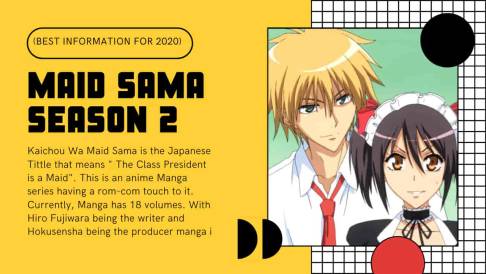 (BEST INFORMATION FOR 2020)
MAID SAMA
SEASON 2
Kaichou Wa Maid Sama is the Japanese
Tittle that means " The Class President
is a Maid". This is an anime Manga
series having a rom-com touch to it.
Currently, Manga has 18 volumes. With
Hiro Fujiwara being the writer and
Hokusensha being the producer manga i